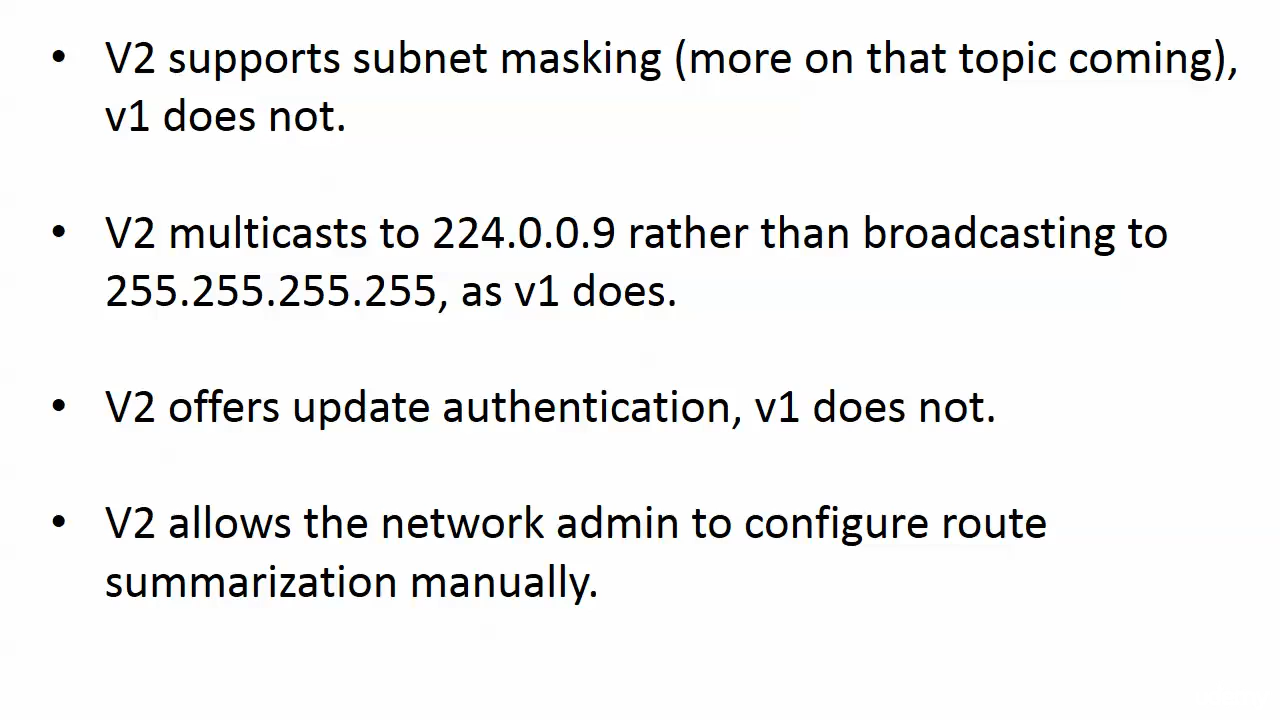 • V2 supports subnet masking (more on that topic coming),
v1 does not.
• V2 multicasts to 224.0.0.9 rather than broadcasting to
255.255.255.255, as v1 does.
• V2 offers update authentication, v1 does not.
• V2 allows the network admin to configure route
summarization manually.